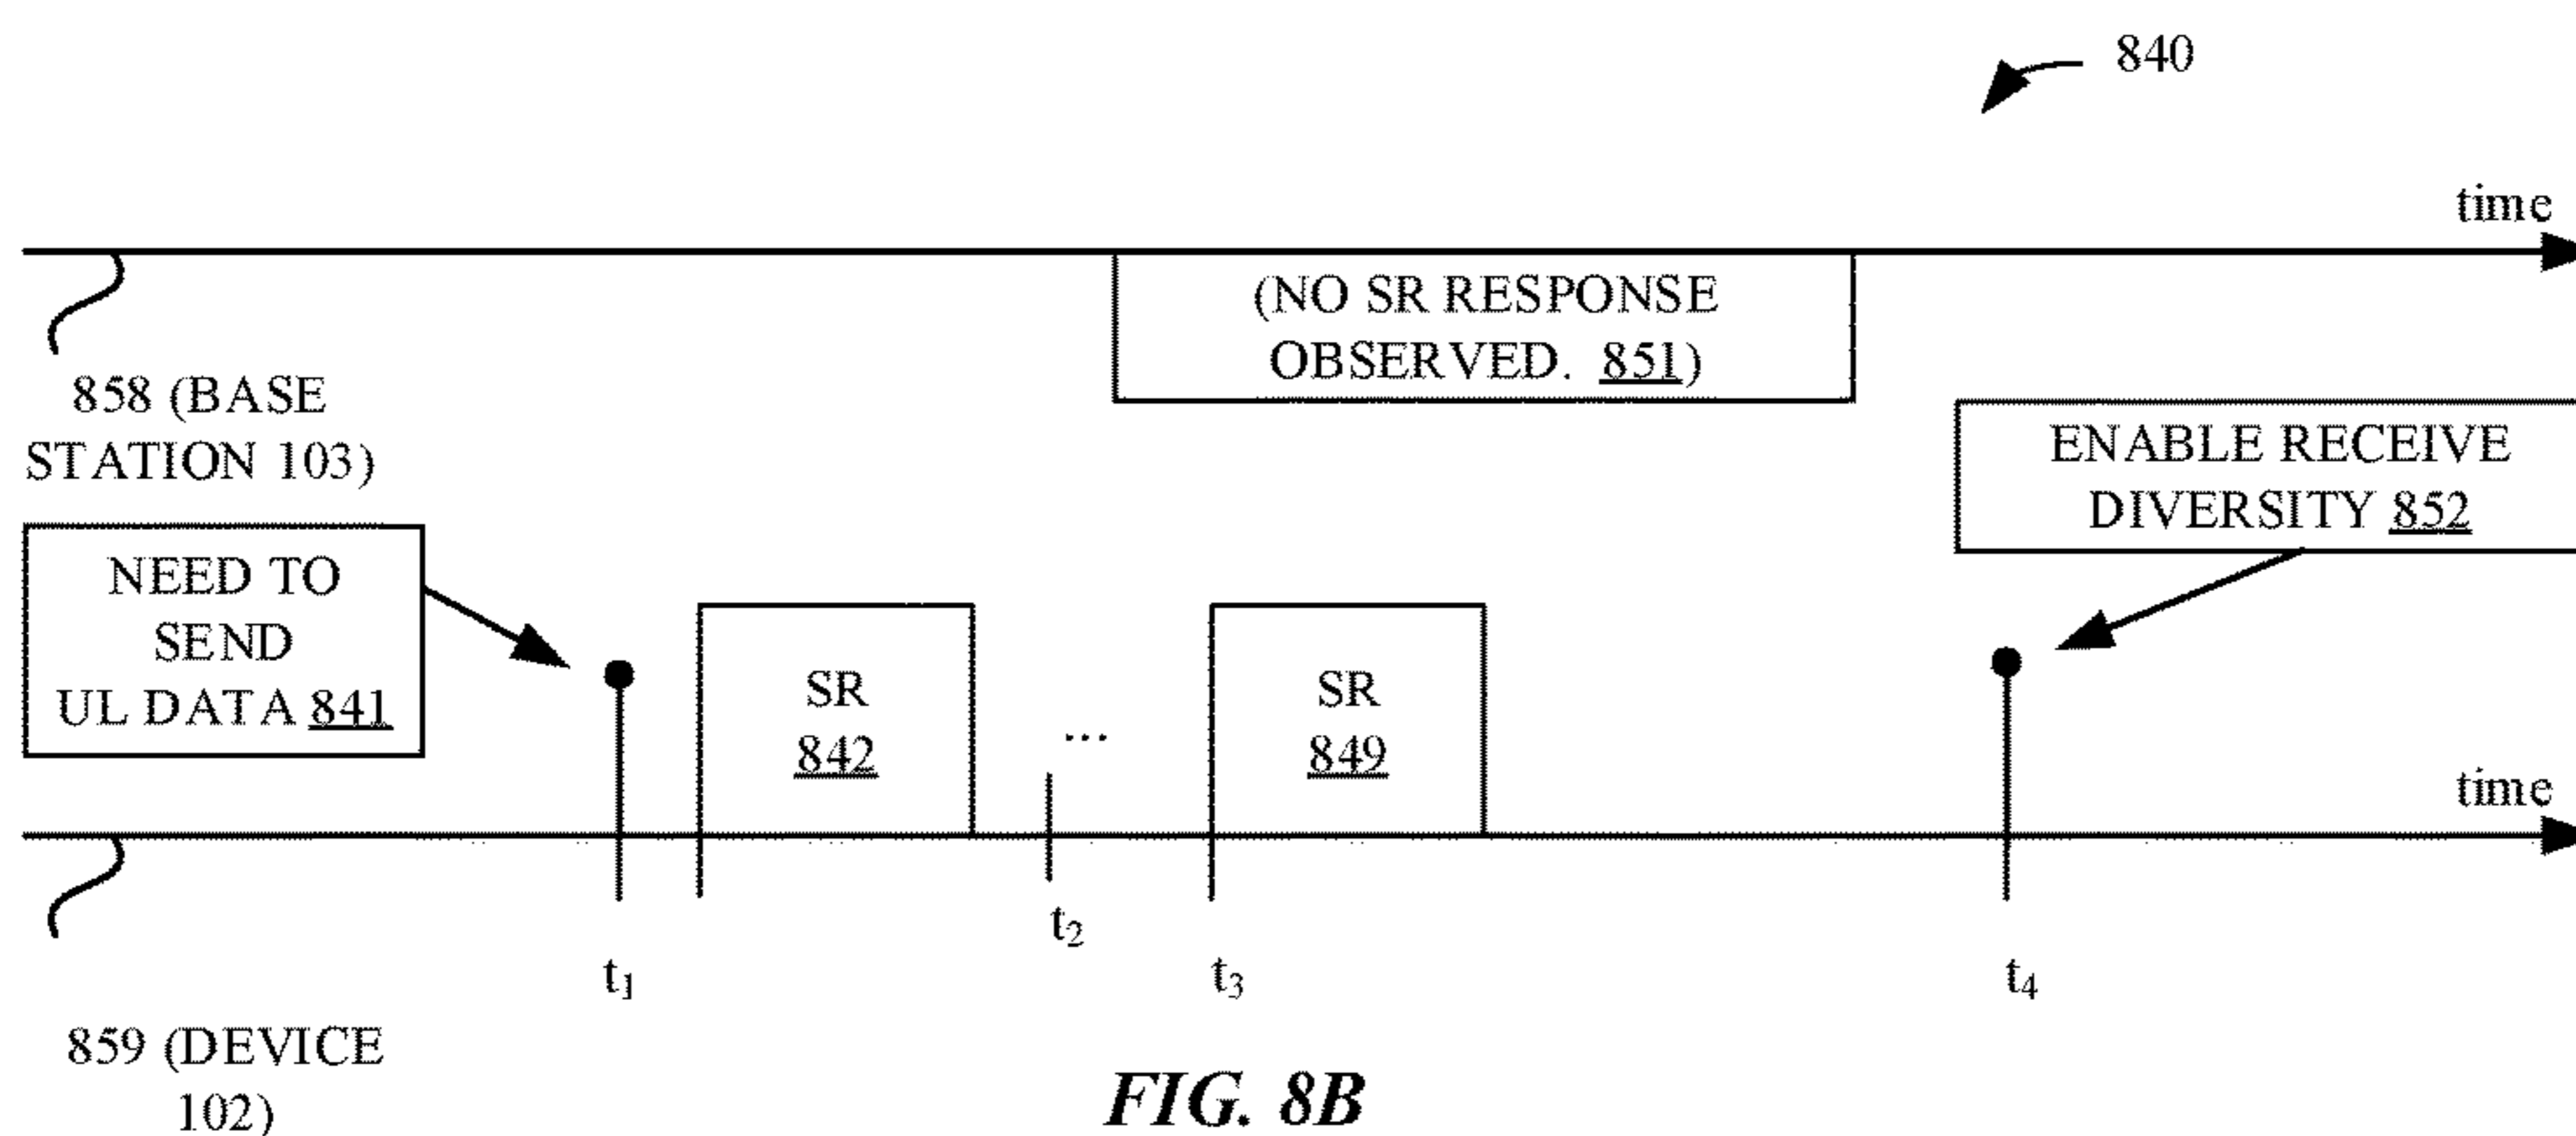 840
time
(NO SR RESPONSE
OBSERVED. 851)
858 (BASE
STATION 103)
ENABLE RECEIVE
DIVERSITY 852
NEED TO
SEND
UL DATA 841
SR
842
...
SR
849
time
t₁
t₂
t₃
t₄
859 (DEVICE
102)
FIG. 8B